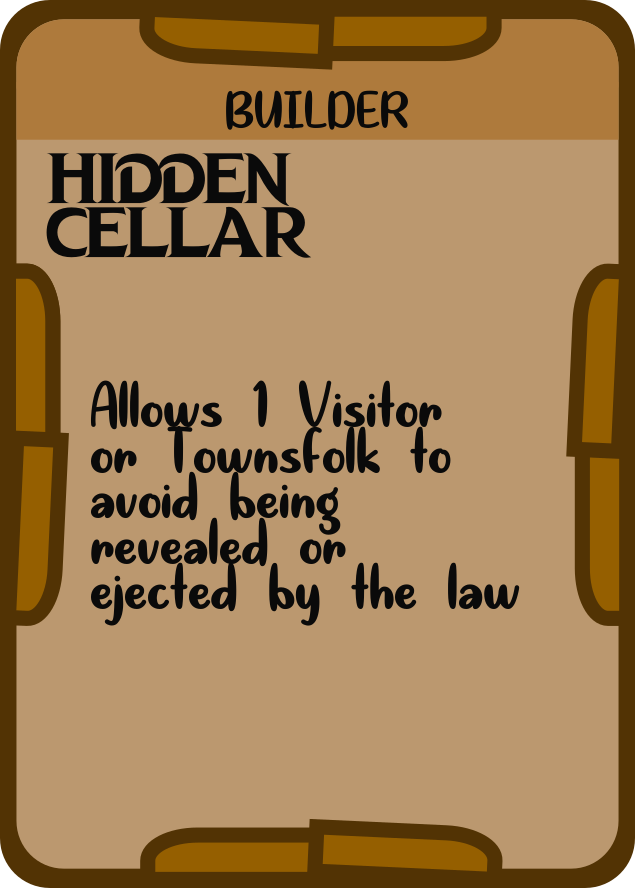 BUILDER
HIDDEN
CELLAR
Allows 1 Visitor
or Townsfolk to
avoid being
revealed or
ejected by the law